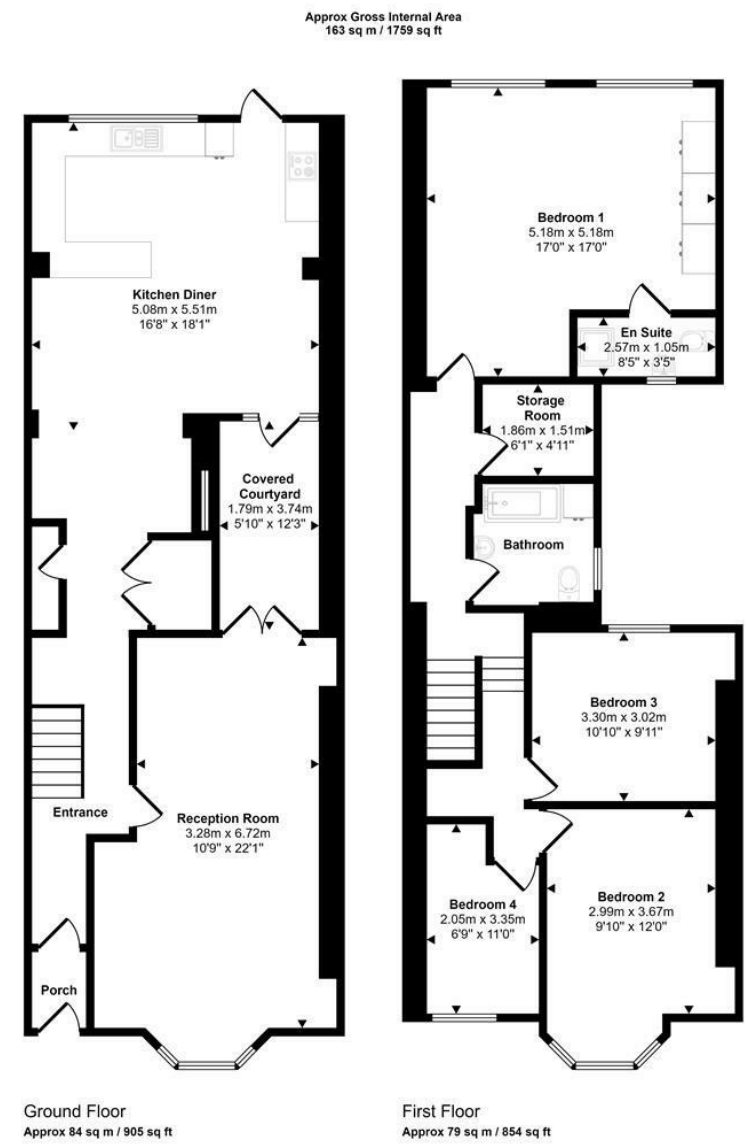 Approx Gross Internal Area
163 sq m / 1759 sq ft
Kitchen Diner
5.08m x 5.51m
16'8" x 18'1"
Covered
Courtyard
1.79m x 3.74m
5'10" x 12'3"
Entrance
Reception Room
3.28m x 6.72m
10'9" x 22'1"
Porch
Ground Floor
Approx 84 sq m / 905 sq ft
Bedroom 1
5.18m x 5.18m
17'0" x 17'0"
En Suite
2.57m x 1.05m
8'5" x 3'5"
Storage
Room
1.86m x 1.51m
6'1" x 4'11"
Bathroom
Bedroom 3
3.30m x 3.02m
10'10" x 9'11"
Bedroom 4
2.05m x 3.35m
6'9" x 11'0"
Bedroom 2
2.99m x 3.67m
9'10" x 12'0"
First Floor
Approx 79 sq m / 854 sq ft